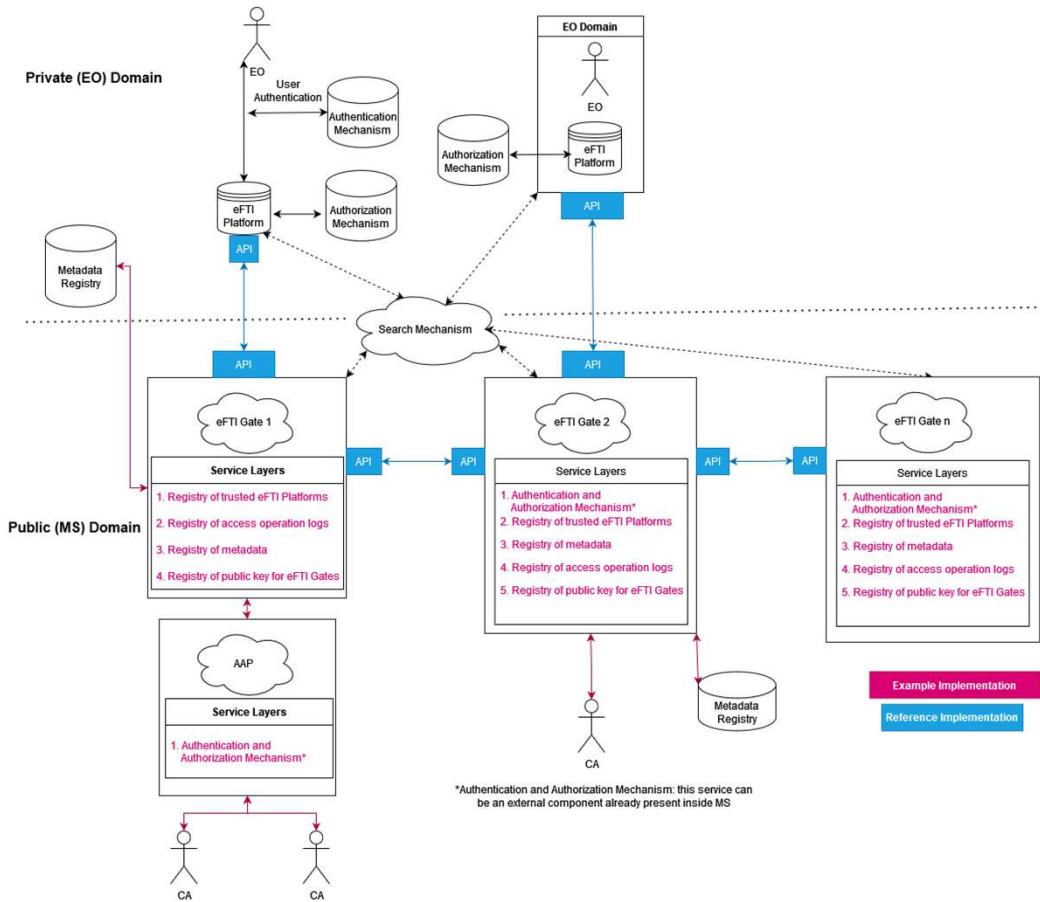 EO Domain
EO
Private (EO) Domain
User
Authentication
EO
Authentication
Mechanism
Authorization
Mechanism
eFTI
Platform
eFTI
Platform
Authorization
Mechanism
API
API
Metadata
Registry
Search Mechanism
API
API
eFTI Gate 1
eFTI Gate 2
eFTI Gate n
API
API
API
API
Service Layers
1. Registry of trusted eFTI Platforms
2. Registry of access operation logs
3. Registry of metadata
4. Registry of public key for eFTI Gates
Service Layers
1. Authentication and
Authorization Mechanism*
2. Registry of trusted eFTI Platforms
3. Registry of metadata
4. Registry of access operation logs
5. Registry of public key for eFTI Gates
Service Layers
1. Authentication and
Authorization Mechanism*
2. Registry of trusted eFTI Platforms
3. Registry of metadata
4. Registry of access operation logs
5. Registry of public key for eFTI Gates
Public (MS) Domain
AAP
Service Layers
1. Authentication and
Authorization Mechanism*
CA
CA
CA
Metadata
Registry
Example Implementation
Reference Implementation
*Authentication and Authorization Mechanism: this service can
be an external component already present inside MS